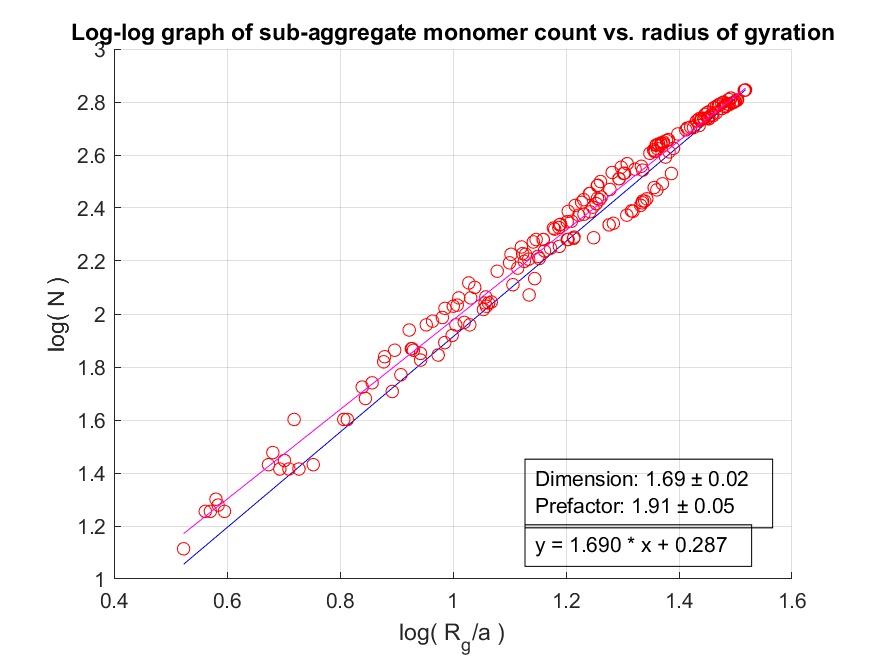 Log-log graph of sub-aggregate monomer count vs. radius of gyration
3
2.8
2.6
2.4
2.2
2
1.8
1.6
1.4
1.2
1
log( N )
Dimension: 1.69 ± 0.02
Prefactor: 1.91 ± 0.05
y = 1.690 * x + 0.287
0.4 0.6 0.8 1 1.2 1.4 1.6
log( R_g/a )